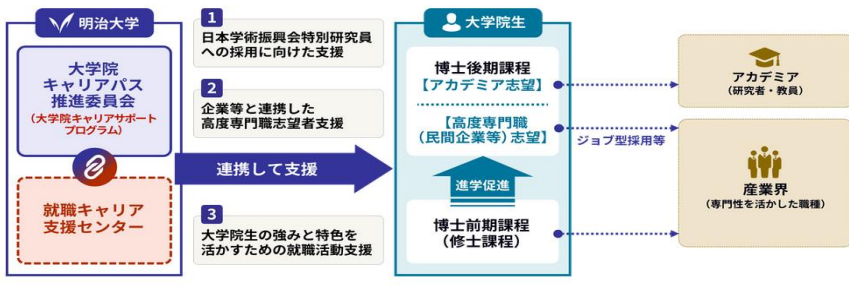 明治大学
大学院
キャリアパス
推進委員会
(大学院キャリアサポート
プログラム)
就職キャリア
支援センター
1
日本学術振興会特別研究員
への採用に向けた支援
2
企業等と連携した
高度専門職志望者支援
連携して支援
3
大学院生の強みと特色を
活かすための就職活動支援
大学院生
博士後期課程
【アカデミア志望】
【高度専門職
(民間企業等)志望】
進学促進
博士前期課程
(修士課程)
ジョブ型採用等
アカデミア
(研究者・教員)
産業界
(専門性を活かした職種)